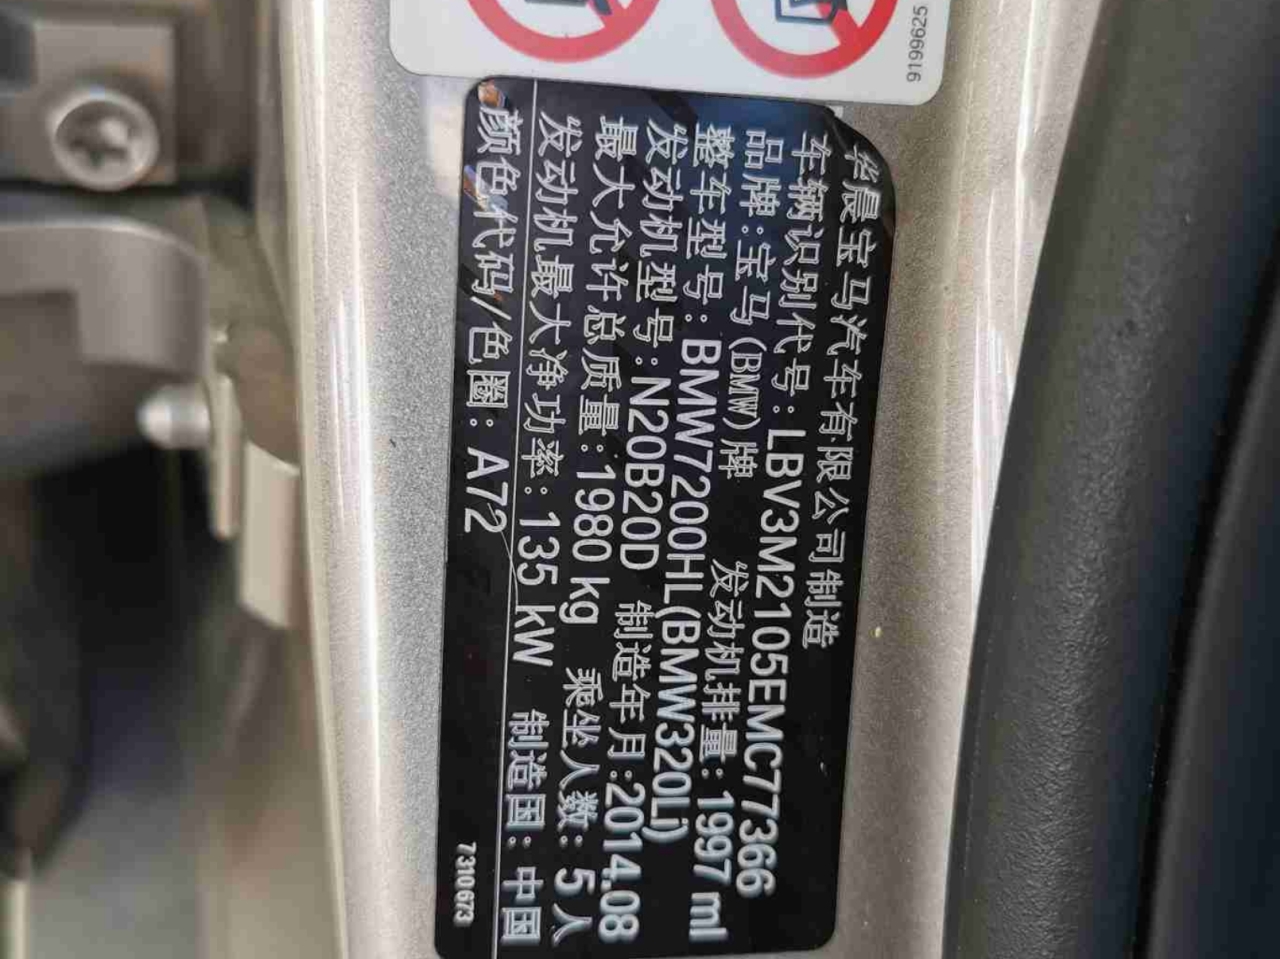 9199625
华晨宝马汽车有限公司制造
车辆识别代号:LBV3M2105EMC77366
品牌:宝马(BMW)牌 发动机排量:1997 ml
整车型号:BMW7200HL(BMW320Li)
发动机型号:N20B20D 制造年月:2014.08
最大允许总质量:1980 kg 乘坐人数:5人
发动机最大净功率:135 kW 制造国:中国
颜色代码/色圈:A72
7310673